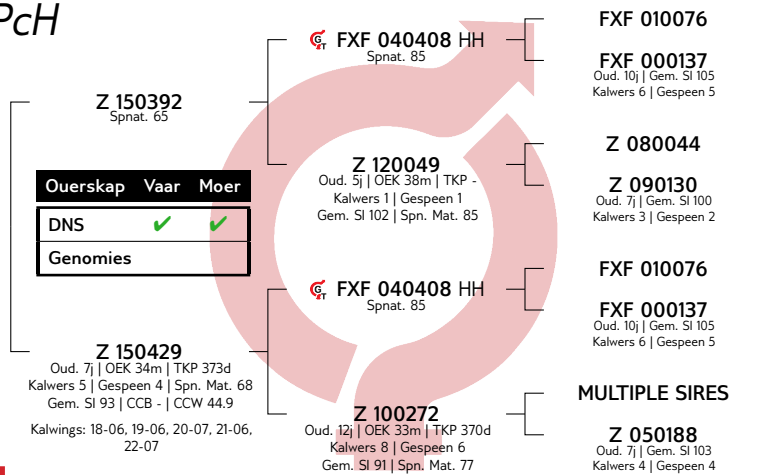 PcH
FXF 040408 HH
Spnat. 85
FXF 010076
FXF 000137
Oud. 10j | Gem. SI 105
Kalwers 6 | Gespeen 5
Z 150392
Spnat. 65
Z 120049
Oud. 5j | OEK 38m | TKP -
Kalwers 1 | Gespeen 1
Gem. SI 102 | Spn. Mat. 85
Z 080044
Z 090130
Oud. 7j | Gem. SI 100
Kalwers 3 | Gespeen 2
Ouerskap Vaar Moer
DNS ✔ ✔
Genomies
FXF 040408 HH
Spnat. 85
FXF 010076
FXF 000137
Oud. 10j | Gem. SI 105
Kalwers 6 | Gespeen 5
Z 150429
Oud. 7j | OEK 34m | TKP 373d
Kalwers 5 | Gespeen 4 | Spn. Mat. 68
Gem. SI 93 | CCB - | CCW 44.9
Kalwings: 18-06, 19-06, 20-07, 21-06,
22-07
Z 100272
Oud. 12j | OEK 33m | TKP 370d
Kalwers 8 | Gespeen 6
Gem. SI 91 | Spn. Mat. 77
MULTIPLE SIRES
Z 050188
Oud. 7j | Gem. SI 103
Kalwers 4 | Gespeen 4